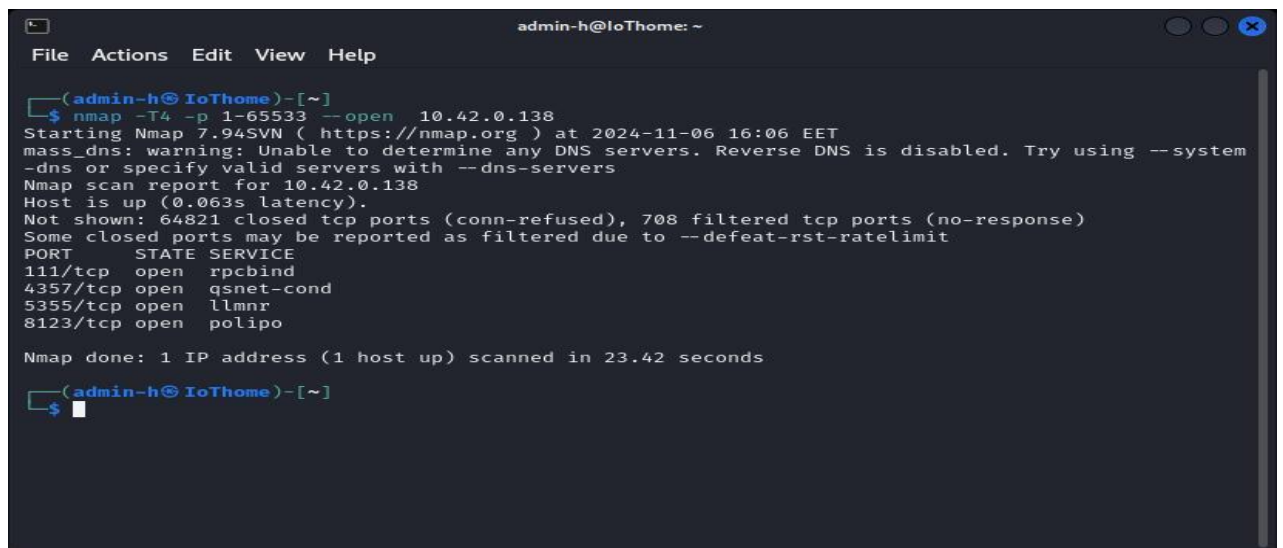 admin-h@IoThome: ~
File Actions Edit View Help
┌──(admin-h㉿IoThome)-[~]
└─$ nmap -T4 -p 1-65533 --open  10.42.0.138
Starting Nmap 7.94SVN ( https://nmap.org ) at 2024-11-06 16:06 EET
mass_dns: warning: Unable to determine any DNS servers. Reverse DNS is disabled. Try using --system
-dns or specify valid servers with --dns-servers
Nmap scan report for 10.42.0.138
Host is up (0.063s latency).
Not shown: 64821 closed tcp ports (conn-refused), 708 filtered tcp ports (no-response)
Some closed ports may be reported as filtered due to --defeat-rst-ratelimit
PORT     STATE SERVICE
111/tcp  open  rpcbind
4357/tcp open  qsnet-cond
5355/tcp open  llmnr
8123/tcp open  polipo
Nmap done: 1 IP address (1 host up) scanned in 23.42 seconds
┌──(admin-h㉿IoThome)-[~]
└─$